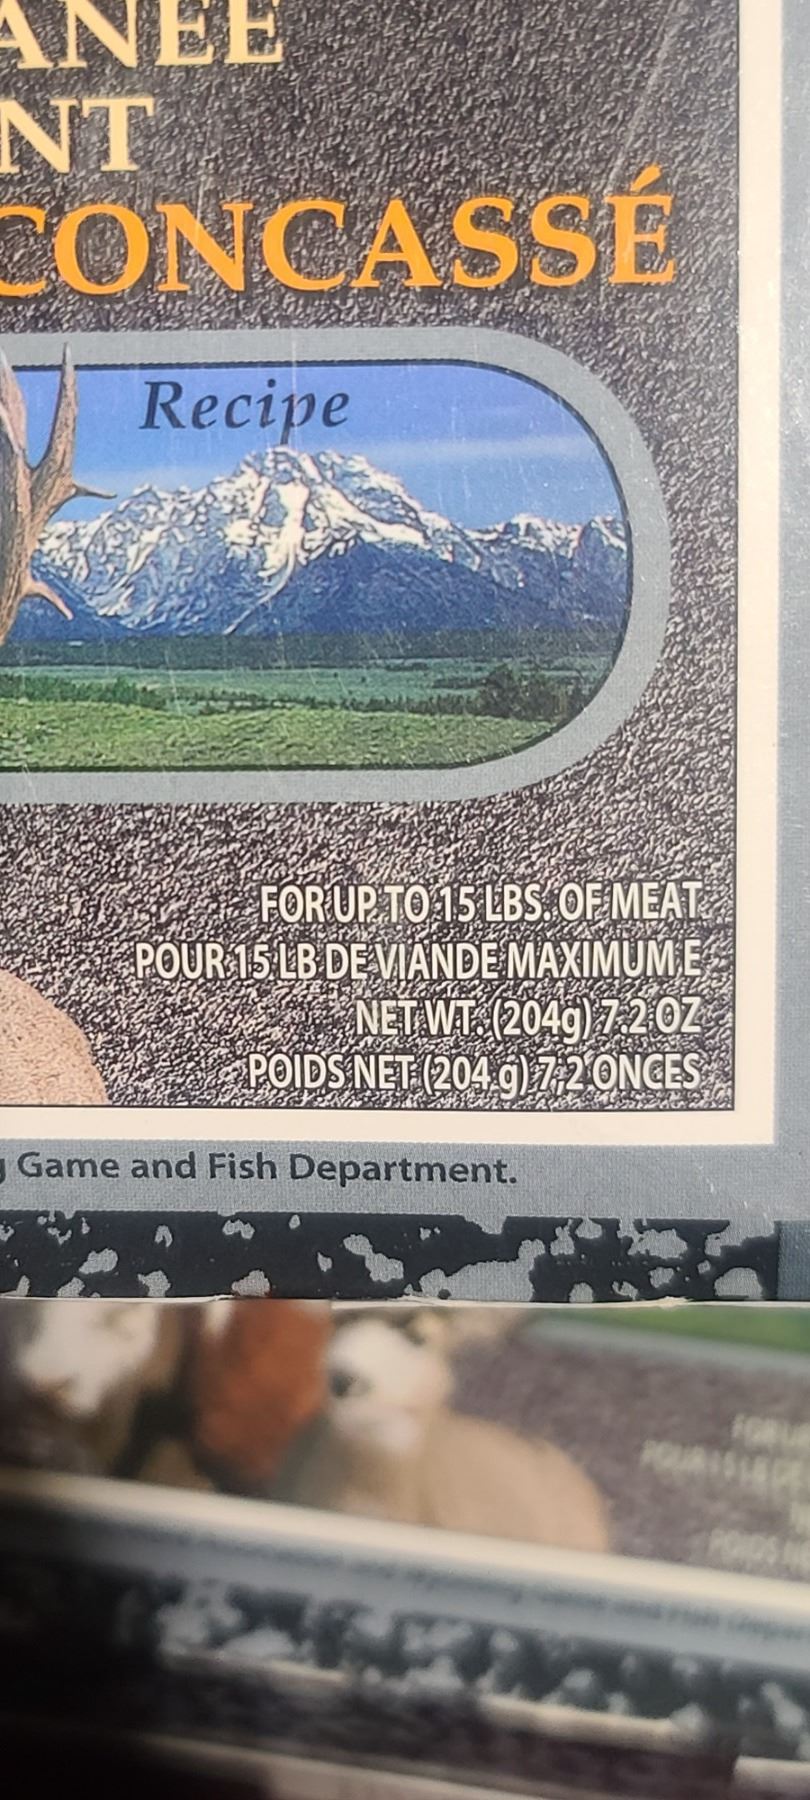 ANÉE
NT
CONCASSÉ
Recipe
FOR UP TO 15 LBS. OF MEAT
POUR 15 LB DE VIANDE MAXIMUM E
NET WT. (204g) 7.2 OZ
POIDS NET (204 g) 7,2 ONCES
Game and Fish Department.